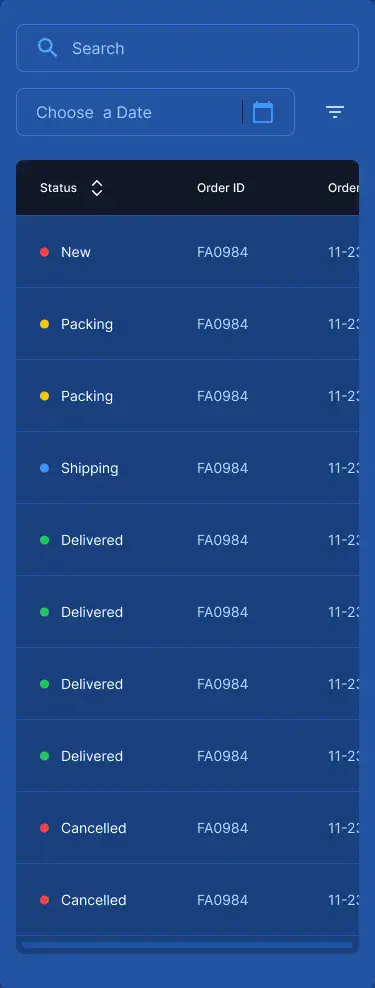 Search
Choose a Date
Status Order ID Order
New FA0984 11-23
Packing FA0984 11-23
Packing FA0984 11-23
Shipping FA0984 11-23
Delivered FA0984 11-23
Delivered FA0984 11-23
Delivered FA0984 11-23
Delivered FA0984 11-23
Cancelled FA0984 11-23
Cancelled FA0984 11-23